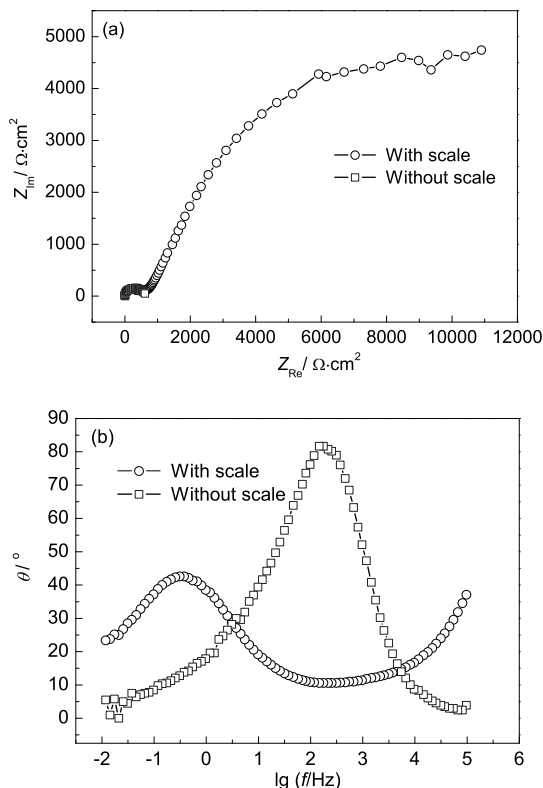 (a)
5000
4000
3000
2000
1000
0
Z_Im/ Ω·cm²
With scale
Without scale
0 2000 4000 6000 8000 10000 12000
Z_Re/ Ω·cm²
(b)
90
80
70
60
50
40
30
20
10
0
θ/ °
With scale
Without scale
-2 -1 0 1 2 3 4 5 6
lg (f/Hz)